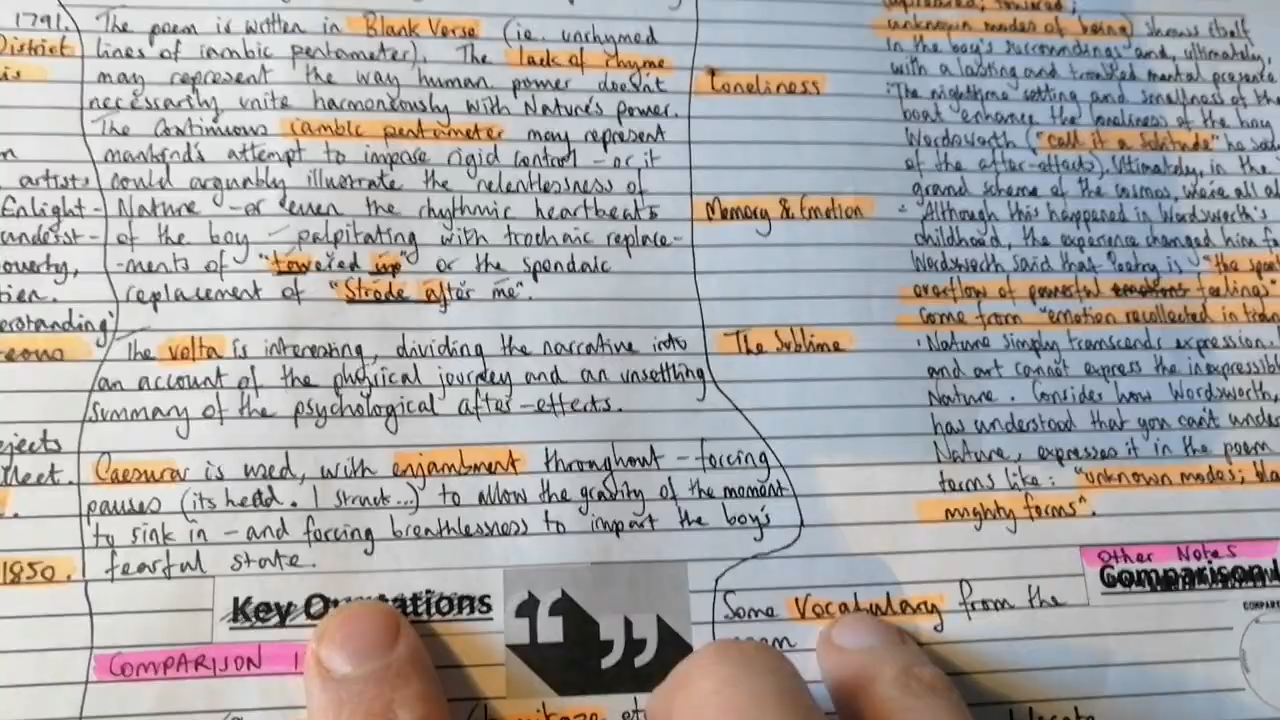 1791,
District
is
n
artists
Enlight-
underst-
overty,
erstanding
ejects
1850.
The poem is written in Blank Verse (ie. unrhymed
lines of iambic pentameter). The lack of rhyme
may represent the way human power doesn't
necessarily unite harmoniously with Nature's power.
The continuous iambic pentameter may represent
mankind's attempt to impose rigid control - or it
could arguably illustrate the relentlessness of
Nature - or even the rhythmic heartbeats
of the boy - palpitating with trochaic replace-
-ments of "towered up" or the spondaic
replacement of "Strode after me".
The volta is interesting, dividing the narrative into
an account of the physical journey and an unsettling
summary of the psychological after-effects.
Caesurar is used, with enjambment throughout - forcing
pauses (its head. I struck...) to allow the gravity of the moment
to sink in - and forcing breathlessness to impart the boy's
fearful state.
Key Quotations
COMPARISON 1
unknown modes of being) shows itself
in the boy's surroundings and, ultimately,
with a lasting and troubled mental presence
Loneliness
The nighttime setting and smallness of the
boat enhance the loneliness of the boy
Wordsworth ("call it a Solitude" he said
of the after-effects). Ultimately, in the
grand scheme of the cosmos, we're all al
Memory & Emotion
Although this happened in Wordsworth's
childhood, the experience changed him fo
Wordsworth said that Poetry is "the spont
overflow of powerful emotions feelings"
come from "emotion recollected in tran
The Sublime
Nature simply transcends expression.
and art cannot express the inexpressibl
Nature. Consider how Wordsworth,
has understood that you can't under
Nature, expresses it in the poem
terms like: "unknown modes; bla
mighty forms".
Other Notes
Comparison
Some Vocabulary from the